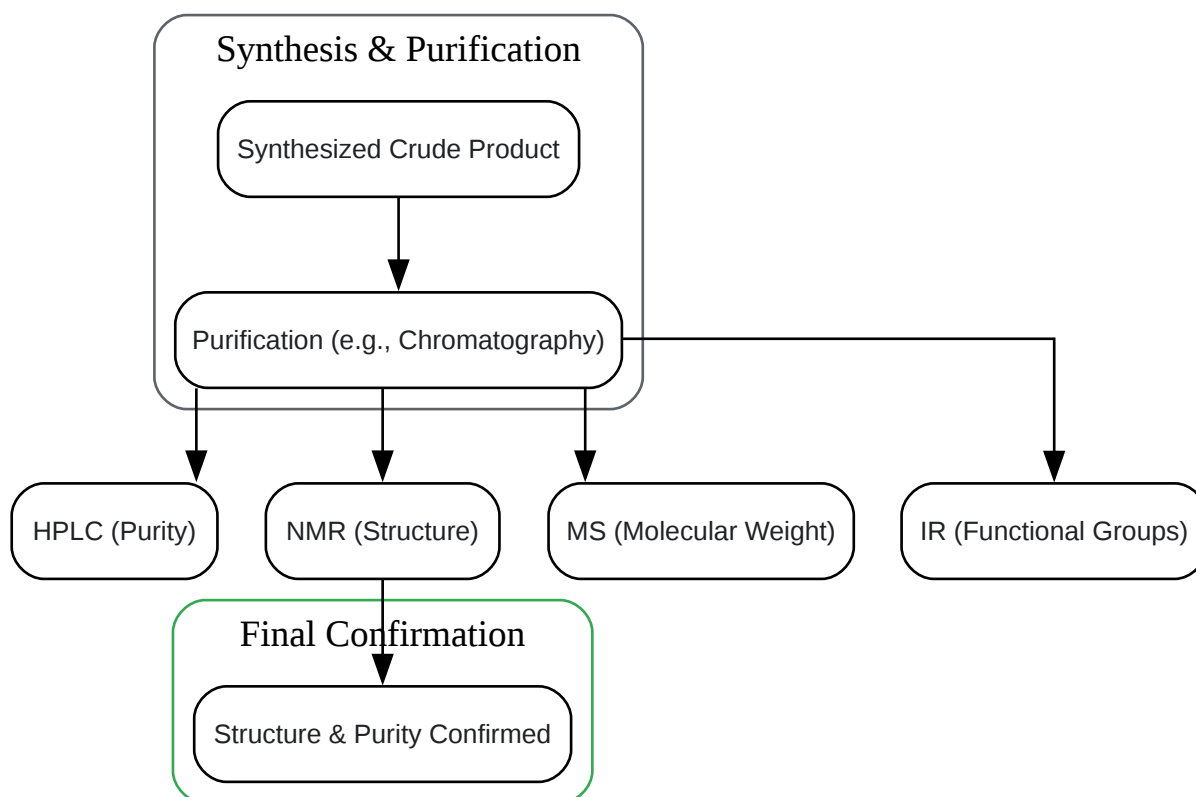 Synthesis & Purification
Synthesized Crude Product
Purification (e.g., Chromatography)
HPLC (Purity)
NMR (Structure)
MS (Molecular Weight)
IR (Functional Groups)
Final Confirmation
Structure & Purity Confirmed